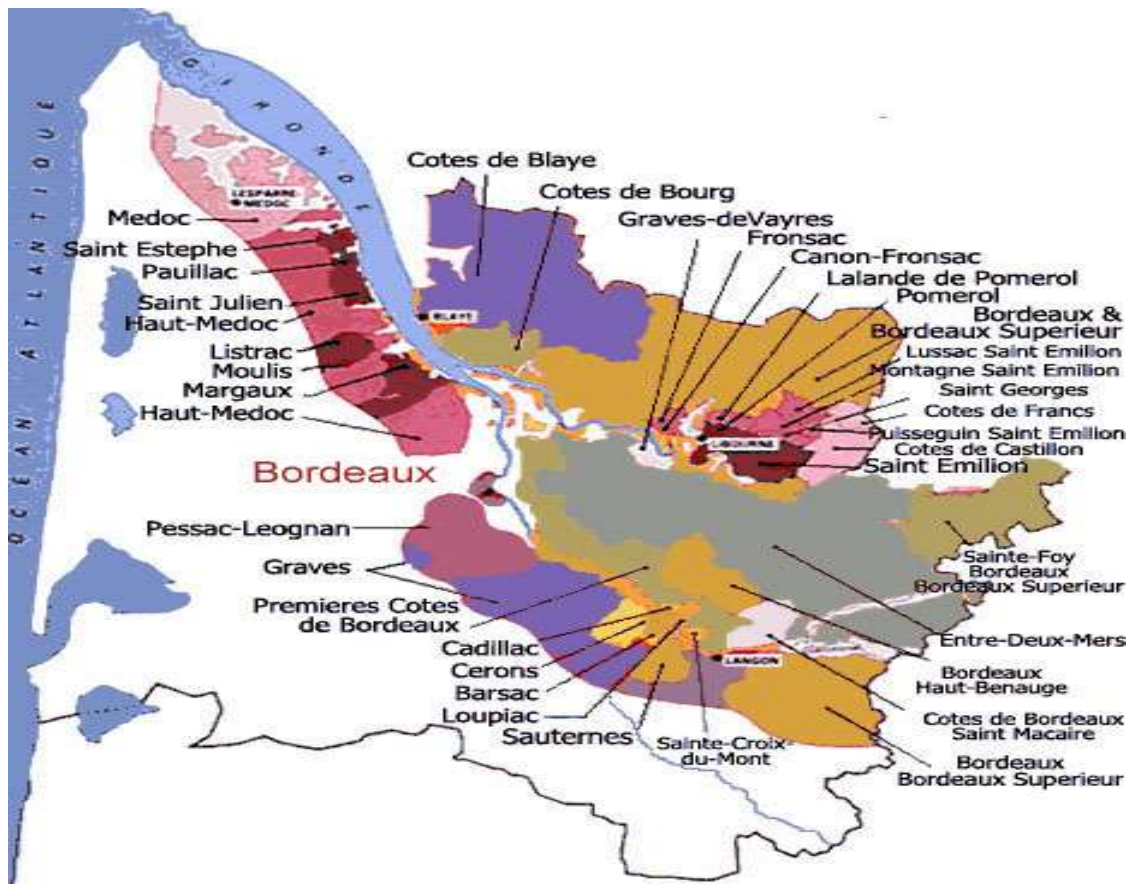 OCEAN ATLANTIQUE
GIRONDE
LESPARRE-
MEDOC
Medoc
Saint Estephe
Pauillac
Saint Julien
Haut-Medoc
Listrac
Moulis
Margaux
Haut-Medoc
Bordeaux
Pessac-Leognan
Graves
Premieres Cotes
de Bordeaux
Cadillac
Cerons
Barsac
Loupiac
Sauternes
Sainte-Croix-
du-Mont
Cotes de Blaye
Cotes de Bourg
BLAYE
Graves-deVayres
Fronsac
Canon-Fronsac
Lalande de Pomerol
Pomerol
Bordeaux &
Bordeaux Superieur
Lussac Saint Emilion
Montagne Saint Emilion
Saint Georges
Cotes de Francs
Puisseguin Saint Emilion
Cotes de Castillon
Saint Emilion
LIBOURNE
Sainte-Foy
Bordeaux
Bordeaux Superieur
Entre-Deux-Mers
LANGON
Bordeaux
Haut-Benauge
Cotes de Bordeaux
Saint Macaire
Bordeaux
Bordeaux Superieur